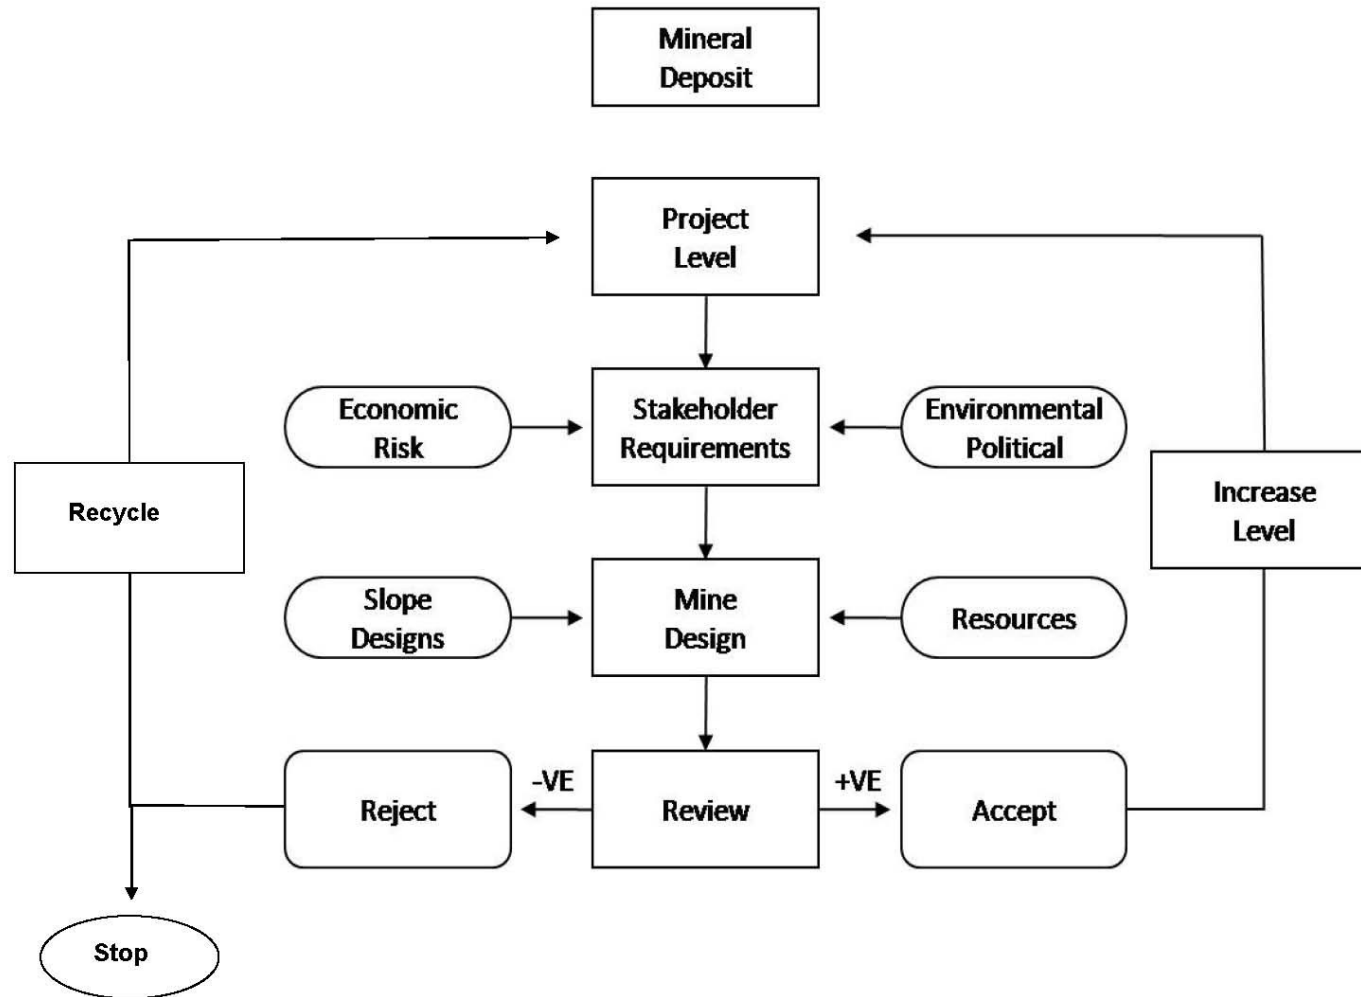 Mineral
Deposit
Project
Level
Economic
Risk
Stakeholder
Requirements
Environmental
Political
Recycle
Increase
Level
Slope
Designs
Mine
Design
Resources
Reject
-VE
Review
+VE
Accept
Stop